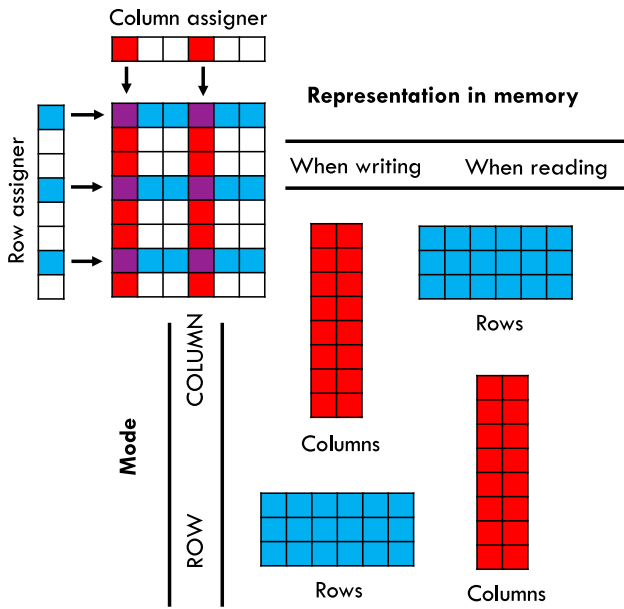 Column assigner
Row assigner
Representation in memory
When writing
When reading
Mode
COLUMN
Columns
Rows
ROW
Rows
Columns